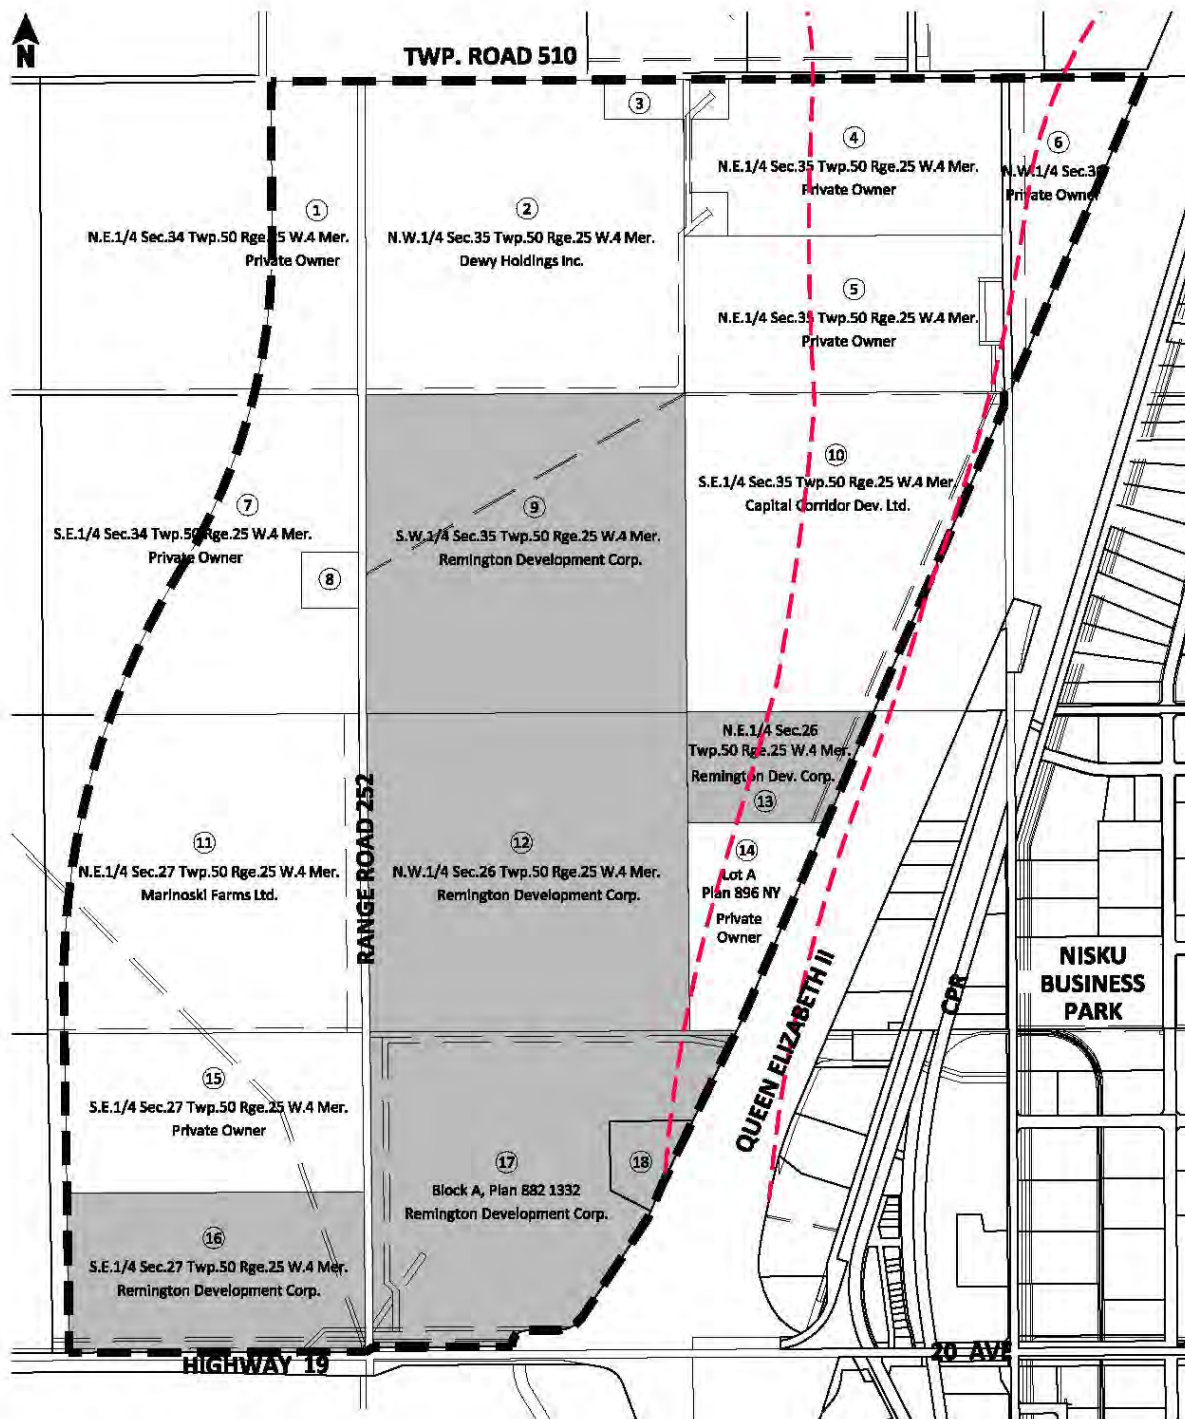 N
TWP. ROAD 510
3
4
N.E.1/4 Sec.35 Twp.50 Rge.25 W.4 Mer.
Private Owner
6
N.W.1/4 Sec.3
Private Owner
1
N.E.1/4 Sec.34 Twp.50 Rge.25 W.4 Mer.
Private Owner
2
N.W.1/4 Sec.35 Twp.50 Rge.25 W.4 Mer.
Dewy Holdings Inc.
5
N.E.1/4 Sec.35 Twp.50 Rge.25 W.4 Mer.
Private Owner
7
S.E.1/4 Sec.34 Twp.50 Rge.25 W.4 Mer.
Private Owner
8
9
S.W.1/4 Sec.35 Twp.50 Rge.25 W.4 Mer.
Remington Development Corp.
10
S.E.1/4 Sec.35 Twp.50 Rge.25 W.4 Mer.
Capital Corridor Dev. Ltd.
N.E.1/4 Sec.26
Twp.50 Rge.25 W.4 Mer.
Remington Dev. Corp.
13
RANGE ROAD 252
11
N.E.1/4 Sec.27 Twp.50 Rge.25 W.4 Mer.
Marinoski Farms Ltd.
12
N.W.1/4 Sec.26 Twp.50 Rge.25 W.4 Mer.
Remington Development Corp.
14
Lot A
Plan 896 NY
Private
Owner
QUEEN ELIZABETH II
CPR
NISKU
BUSINESS
PARK
15
S.E.1/4 Sec.27 Twp.50 Rge.25 W.4 Mer.
Private Owner
17
Block A, Plan 882 1332
Remington Development Corp.
18
16
S.E.1/4 Sec.27 Twp.50 Rge.25 W.4 Mer.
Remington Development Corp.
HIGHWAY 19
20 AVE